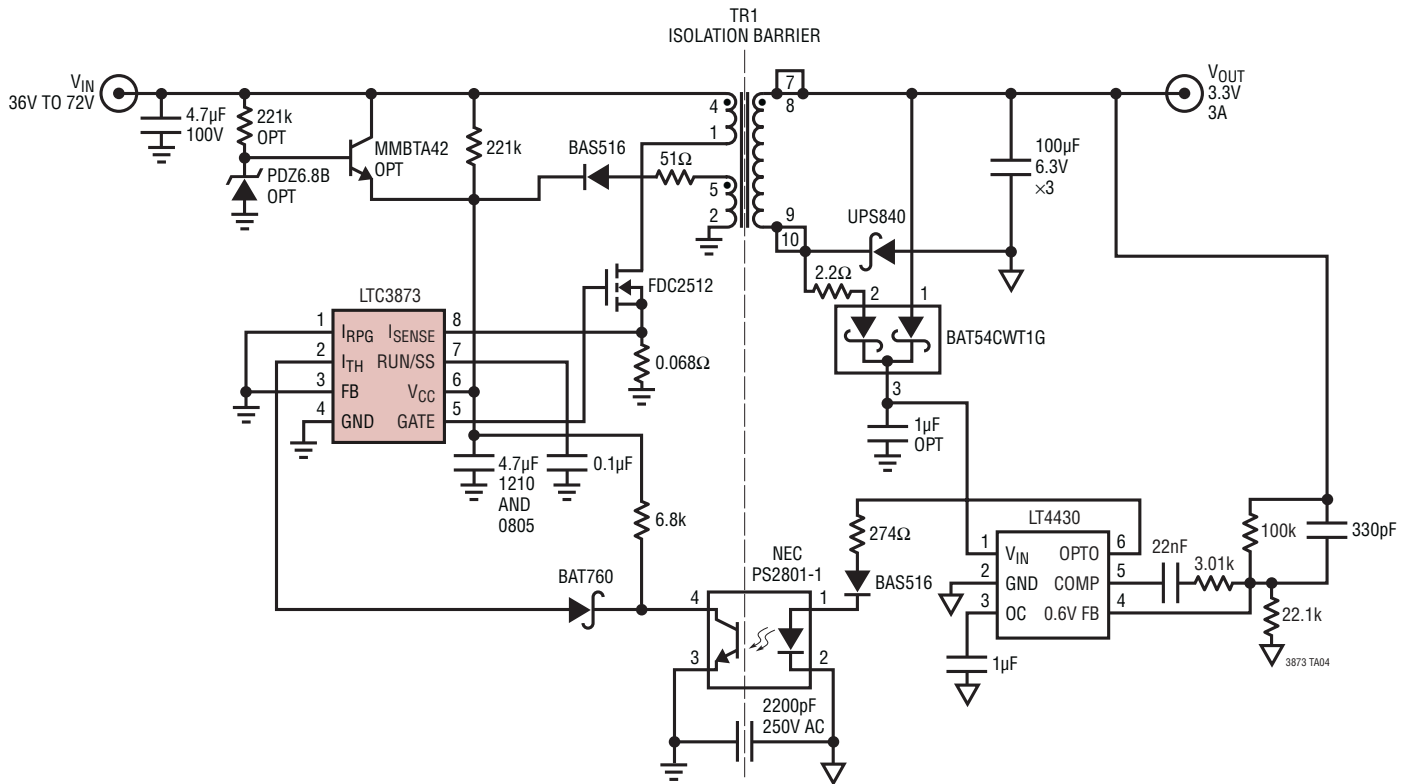 TR1
ISOLATION BARRIER
V_IN
36V TO 72V
4.7µF
100V
221k
OPT
MMBTA42
OPT
PDZ6.8B
OPT
221k
BAS516
51Ω
4
1
5
2
7
8
9
10
V_OUT
3.3V
3A
100µF
6.3V
×3
UPS840
2.2Ω
2
1
BAT54CWT1G
3
1µF
OPT
FDC2512
LTC3873
1
I_RPG
I_SENSE
8
2
I_TH
RUN/SS
7
3
FB
V_CC
6
4
GND
GATE
5
0.068Ω
4.7µF
1210
AND
0805
0.1µF
6.8k
BAT760
NEC
PS2801-1
4
1
3
2
274Ω
BAS516
2200pF
250V AC
LT4430
1
V_IN
OPTO
6
2
GND
COMP
5
3
OC
0.6V FB
4
1µF
22nF
3.01k
100k
330pF
22.1k
3873 TA04